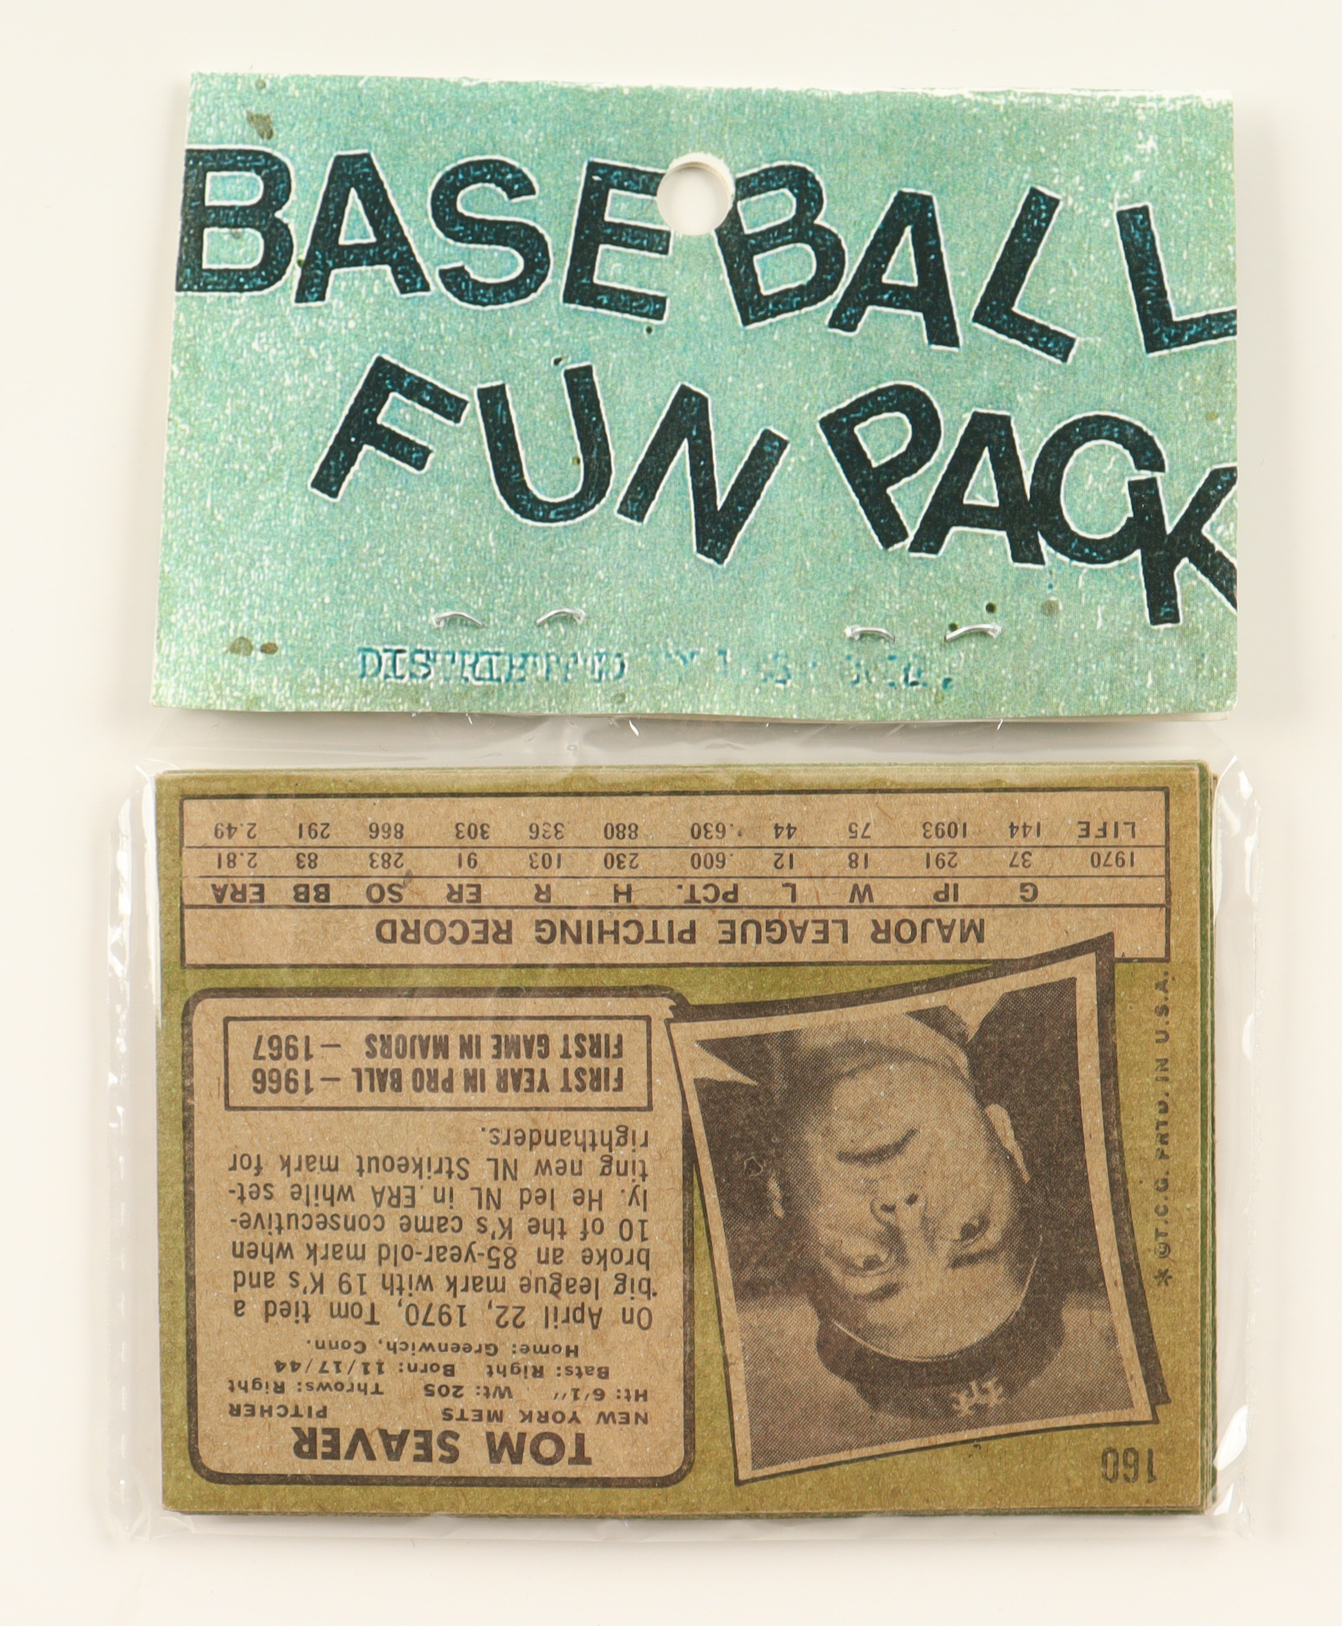 BASEBALL
FUN PACK
160
TOM SEAVER
NEW YORK METS PITCHER
Ht: 6'1" Wt: 205 Throws: Right
Bats: Right Born: 11/17/44
Home: Greenwich, Conn.
On April 22, 1970, Tom tied a
big league mark with 19 K's and
broke an 85-year-old mark when
10 of the K's came consecutive-
ly. He led NL in ERA while set-
ting new NL Strikeout mark for
righthanders.
FIRST YEAR IN PRO BALL — 1966
FIRST GAME IN MAJORS — 1967
*©T.C.G. PRTD. IN U.S.A.
MAJOR LEAGUE PITCHING RECORD
G IP W L PCT. H R ER SO BB ERA
1970 37 291 18 12 .600 230 103 91 283 83 2.81
LIFE 144 1093 75 44 .630 880 336 303 866 291 2.49